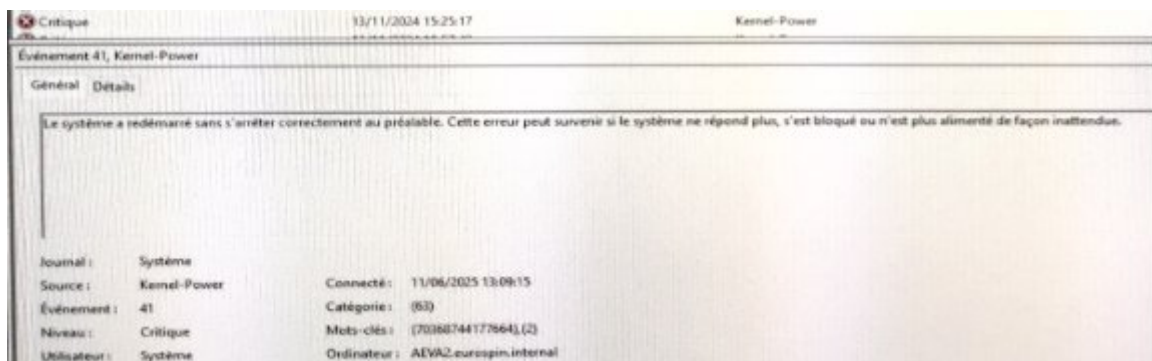 Critique 13/11/2024 15:25:17 Kernel-Power
Événement 41, Kernel-Power
Général Détails
Le système a redémarré sans s'arrêter correctement au préalable. Cette erreur peut survenir si le système ne répond plus, s'est bloqué ou n'est plus alimenté de façon inattendue.
Journal : Système
Source : Kernel-Power Connecté : 11/06/2025 13:09:15
Événement : 41 Catégorie : (63)
Niveau : Critique Mots-clés : (70368744177664),(2)
Utilisateur : Système Ordinateur : AEVA2.eurospin.internal